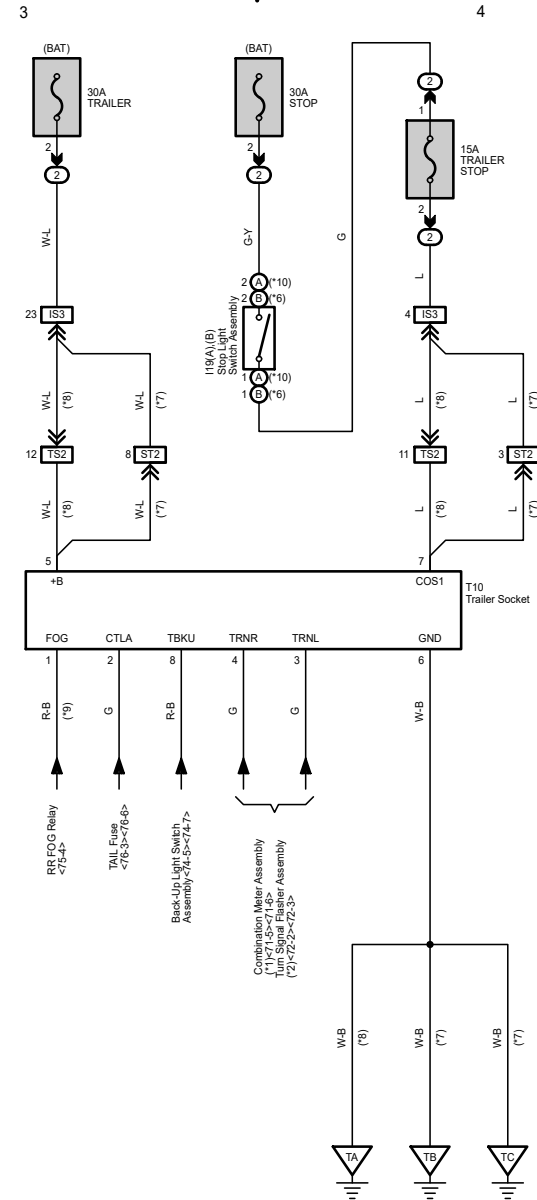 3
4
(BAT)
(BAT)
30A
TRAILER
30A
STOP
2
1
15A
TRAILER
STOP
2
2
2
2
2
2
W-L
G-Y
G
L
2 A (*10)
2 B (*6)
I19(A),(B)
Stop Light
Switch Assembly
1 A (*10)
1 B (*6)
23 IS3
4 IS3
W-L
(*8)
W-L
(*7)
L
(*8)
L
(*7)
12 TS2
8 ST2
11 TS2
3 ST2
W-L
(*8)
W-L
(*7)
L
(*8)
L
(*7)
5
7
+B
COS1
T10
Trailer Socket
FOG
CTLA
TBKU
TRNR
TRNL
GND
1
2
8
4
3
6
R-B
(*9)
G
R-B
G
G
W-B
RR FOG Relay
<75-4>
TAIL Fuse
<76-3><76-6>
Back-Up Light Switch
Assembly<74-5><74-7>
Combination Meter Assembly
(*1)<71-5><71-6>
Turn Signal Flasher Assembly
(*2)<72-2><72-3>
W-B
(*8)
W-B
(*7)
W-B
(*7)
TA
TB
TC